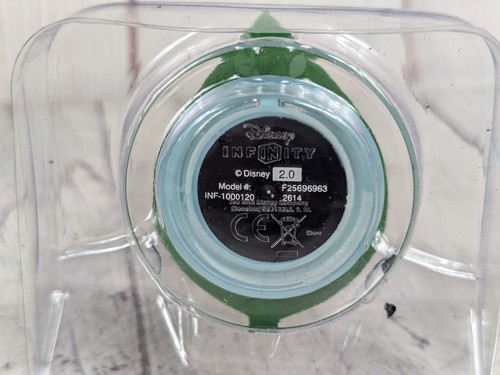 Disney
INFINITY
© Disney 2.0
Model #: F25696963
INF-1000120 2614
CE